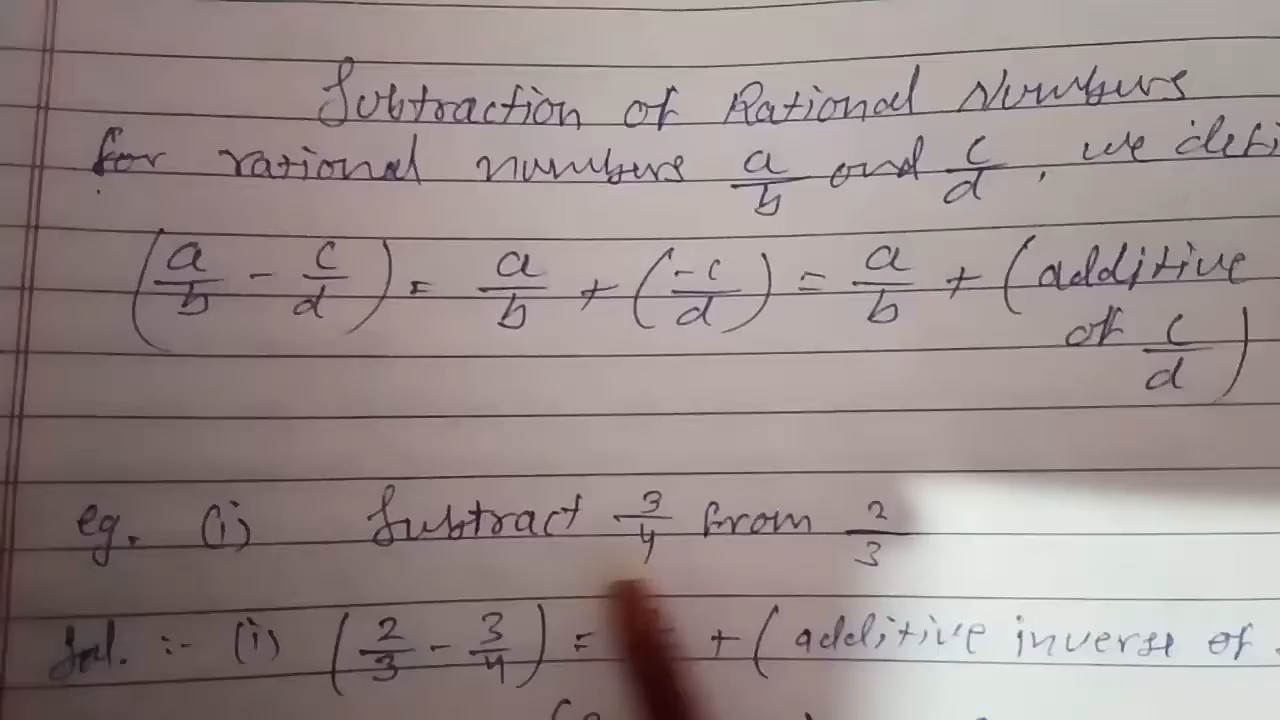 Subtraction of Rational Numbers
for rational numbers a/b and c/d, we defi
(a/b - c/d) = a/b + (-c/d) = a/b + (additive
of c/d)
eg. (i) Subtract 3/4 from 2/3
Sol. :- (i) (2/3 - 3/4) = + (additive inverse of